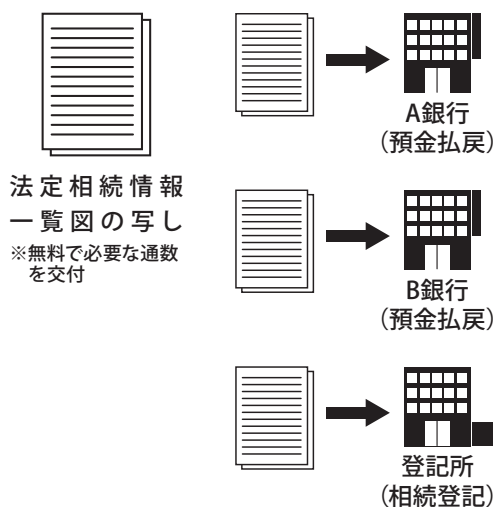 法定相続情報
一覧図の写し
※無料で必要な通数
を交付
A銀行
(預金払戻)
B銀行
(預金払戻)
登記所
(相続登記)